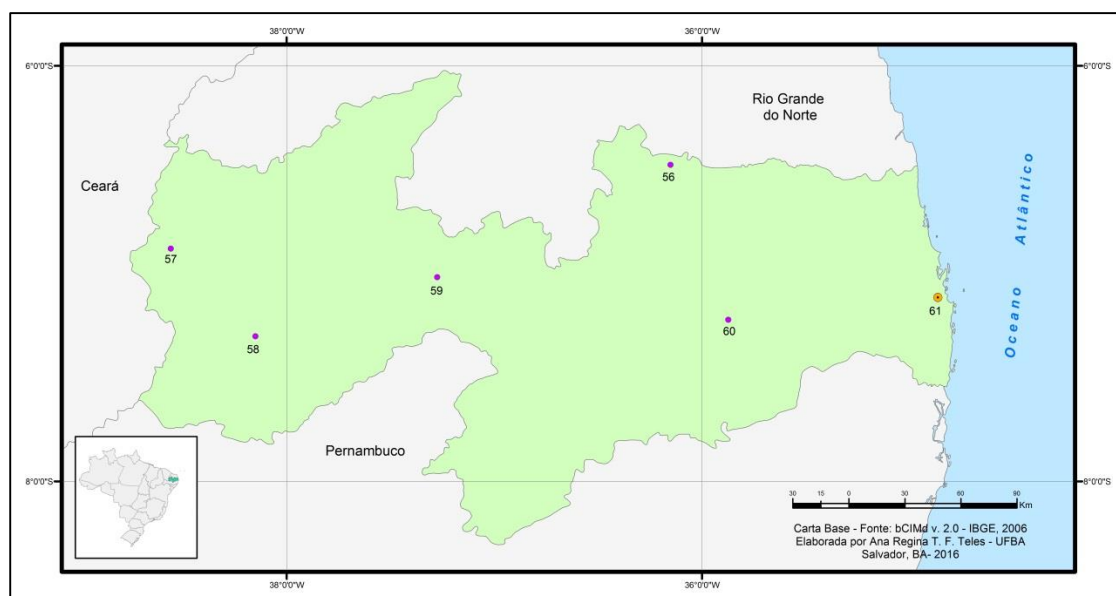 38°0'0"W
36°0'0"W
6°0'0"S
6°0'0"S
Rio Grande
do Norte
Ceará
56
57
59
58
60
61
Oceano Atlântico
Pernambuco
8°0'0"S
8°0'0"S
30 15 0 30 60 90
Km
Carta Base - Fonte: bCIMd v. 2.0 - IBGE, 2006
Elaborada por Ana Regina T. F. Teles - UFBA
Salvador, BA- 2016
38°0'0"W
36°0'0"W